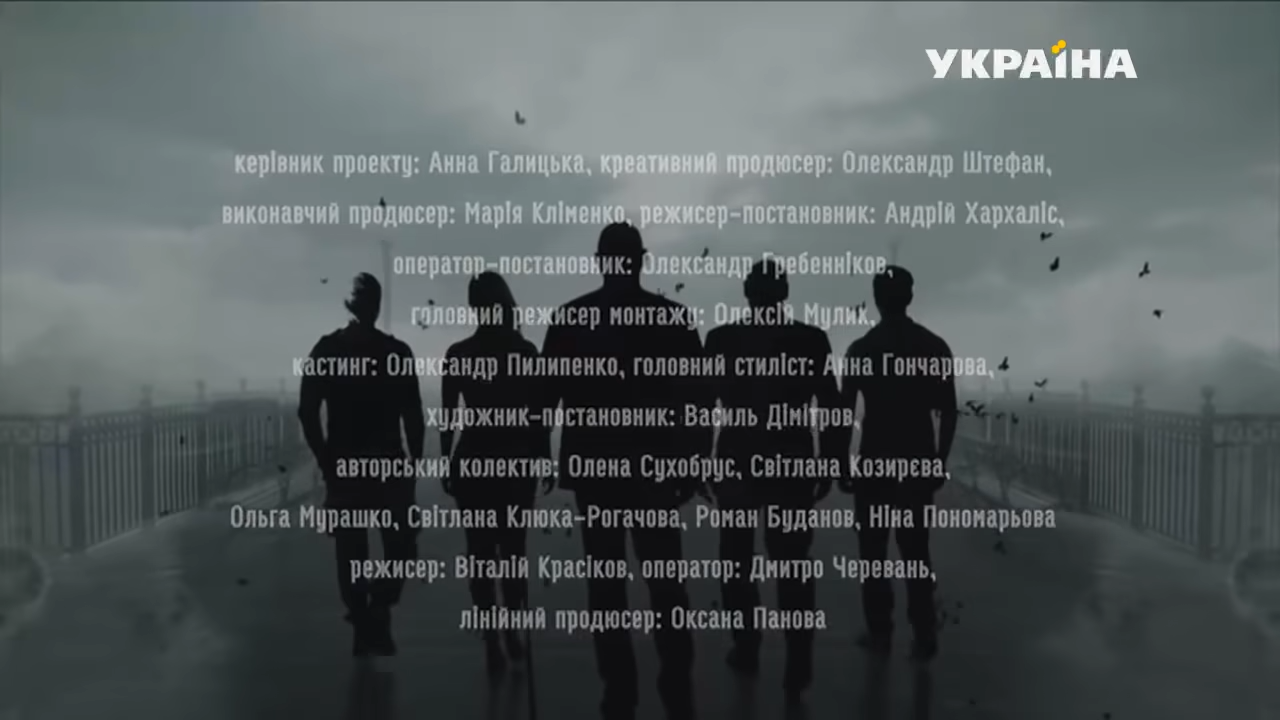 УКРАЇНА
керівник проекту: Анна Галицька, креативний продюсер: Олександр Штефан,
виконавчий продюсер: Марія Кліменко, режисер-постановник: Андрій Хархаліс,
оператор-постановник: Олександр Гребенніков,
головний режисер монтажу: Олексій Мулик,
кастинг: Олександр Пилипенко, головний стиліст: Анна Гончарова,
художник-постановник: Василь Дімітров,
авторський колектив: Олена Сухобрус, Світлана Козирєва,
Ольга Мурашко, Світлана Клюка-Рогачова, Роман Буданов, Ніна Пономарьова
режисер: Віталій Красіков, оператор: Дмитро Черевань,
лінійний продюсер: Оксана Панова